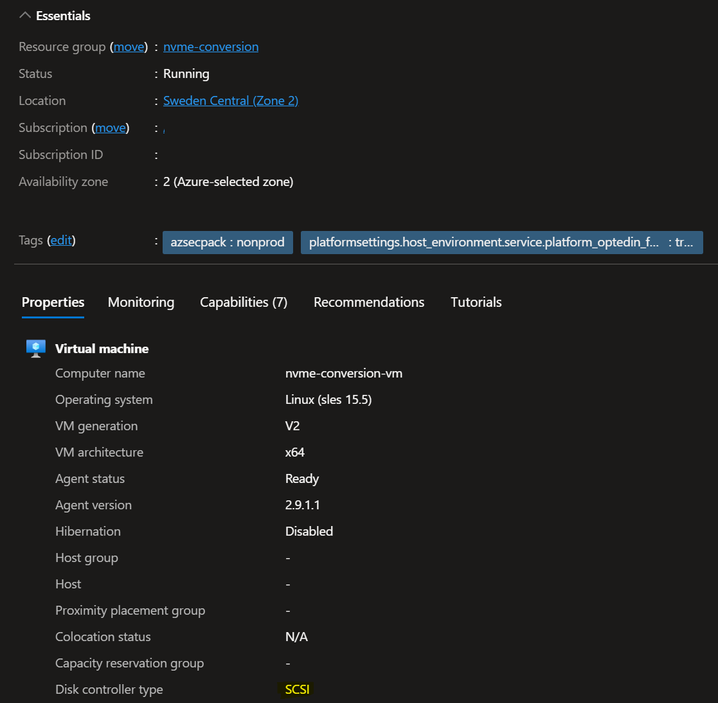 Essentials
Resource group (move) : nvme-conversion
Status : Running
Location : Sweden Central (Zone 2)
Subscription (move) :
Subscription ID :
Availability zone : 2 (Azure-selected zone)
Tags (edit) : azsecpack : nonprod platformsettings.host_environment.service.platform_optedin_f... : tr...
Properties Monitoring Capabilities (7) Recommendations Tutorials
Virtual machine
Computer name nvme-conversion-vm
Operating system Linux (sles 15.5)
VM generation V2
VM architecture x64
Agent status Ready
Agent version 2.9.1.1
Hibernation Disabled
Host group -
Host -
Proximity placement group -
Colocation status N/A
Capacity reservation group -
Disk controller type SCSI